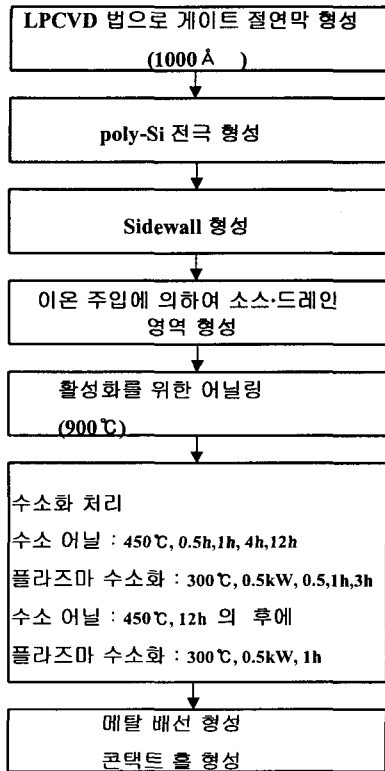 LPCVD 법으로 게이트 절연막 형성
(1000Å )
poly-Si 전극 형성
Sidewall 형성
이온 주입에 의하여 소스·드레인
영역 형성
활성화를 위한 어닐링
(900℃)
수소화 처리
수소 어닐 : 450℃, 0.5h, 1h, 4h, 12h
플라즈마 수소화 : 300℃, 0.5kW, 0.5, 1h, 3h
수소 어닐 : 450℃, 12h 의 후에
플라즈마 수소화 : 300℃, 0.5kW, 1h
메탈 배선 형성
콘택트 홀 형성